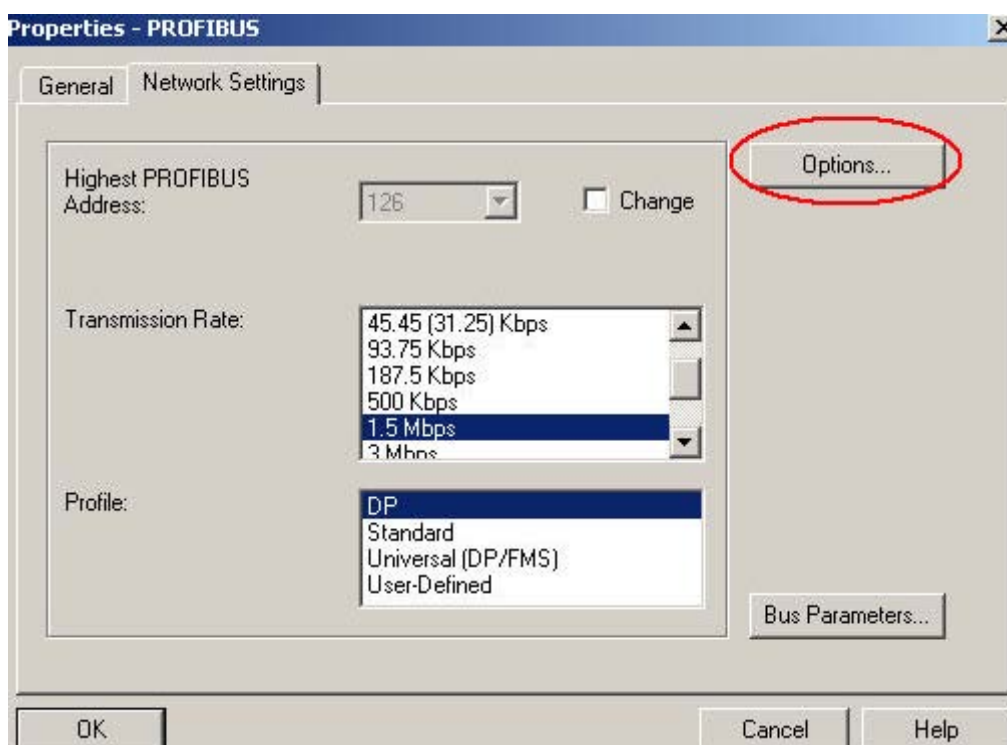 Properties - PROFIBUS
General
Network Settings
Highest PROFIBUS
Address:
126
Change
Options...
Transmission Rate:
45.45 (31.25) Kbps
93.75 Kbps
187.5 Kbps
500 Kbps
1.5 Mbps
3 Mbps
Profile:
DP
Standard
Universal (DP/FMS)
User-Defined
Bus Parameters...
OK
Cancel
Help